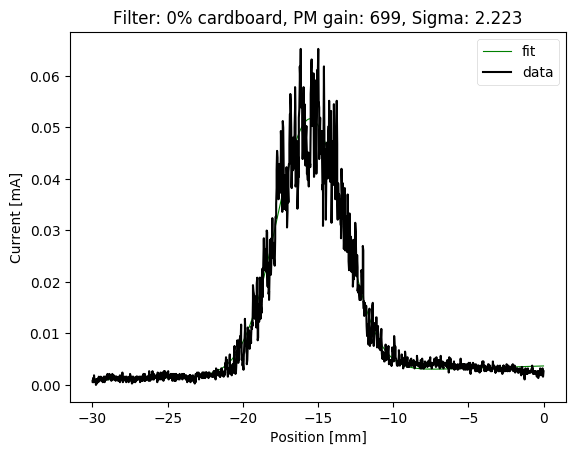 Filter: 0% cardboard, PM gain: 699, Sigma: 2.223
fit
data
Current [mA]
0.06
0.05
0.04
0.03
0.02
0.01
0.00
−30
−25
−20
−15
−10
−5
0
Position [mm]